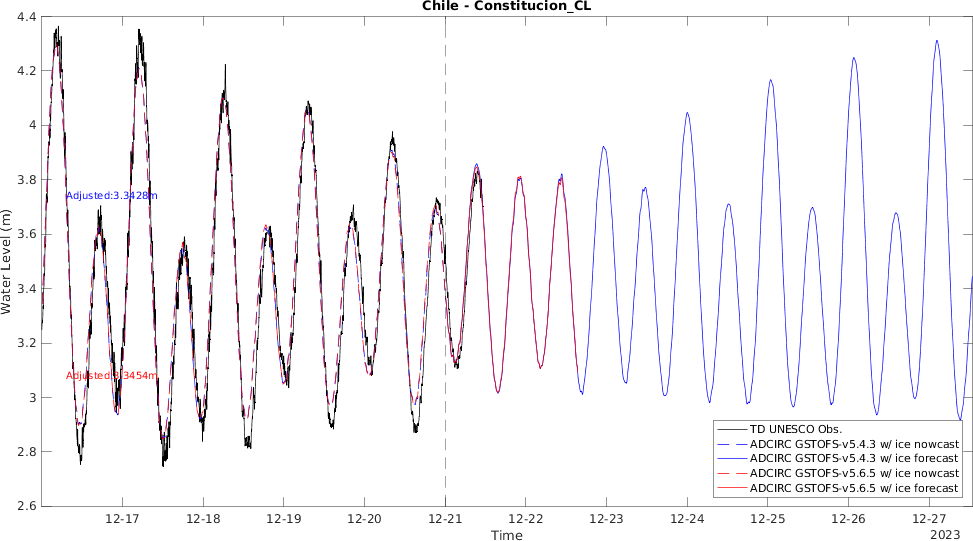 Chile - Constitucion_CL
4.4
4.2
4
3.8
3.6
3.4
3.2
3
2.8
2.6
Water Level (m)
Adjusted:3.3428m
Adjusted:3.3454m
TD UNESCO Obs.
ADCIRC GSTOFS-v5.4.3 w/ ice nowcast
ADCIRC GSTOFS-v5.4.3 w/ ice forecast
ADCIRC GSTOFS-v5.6.5 w/ ice nowcast
ADCIRC GSTOFS-v5.6.5 w/ ice forecast
12-17 12-18 12-19 12-20 12-21 12-22 12-23 12-24 12-25 12-26 12-27
Time
2023